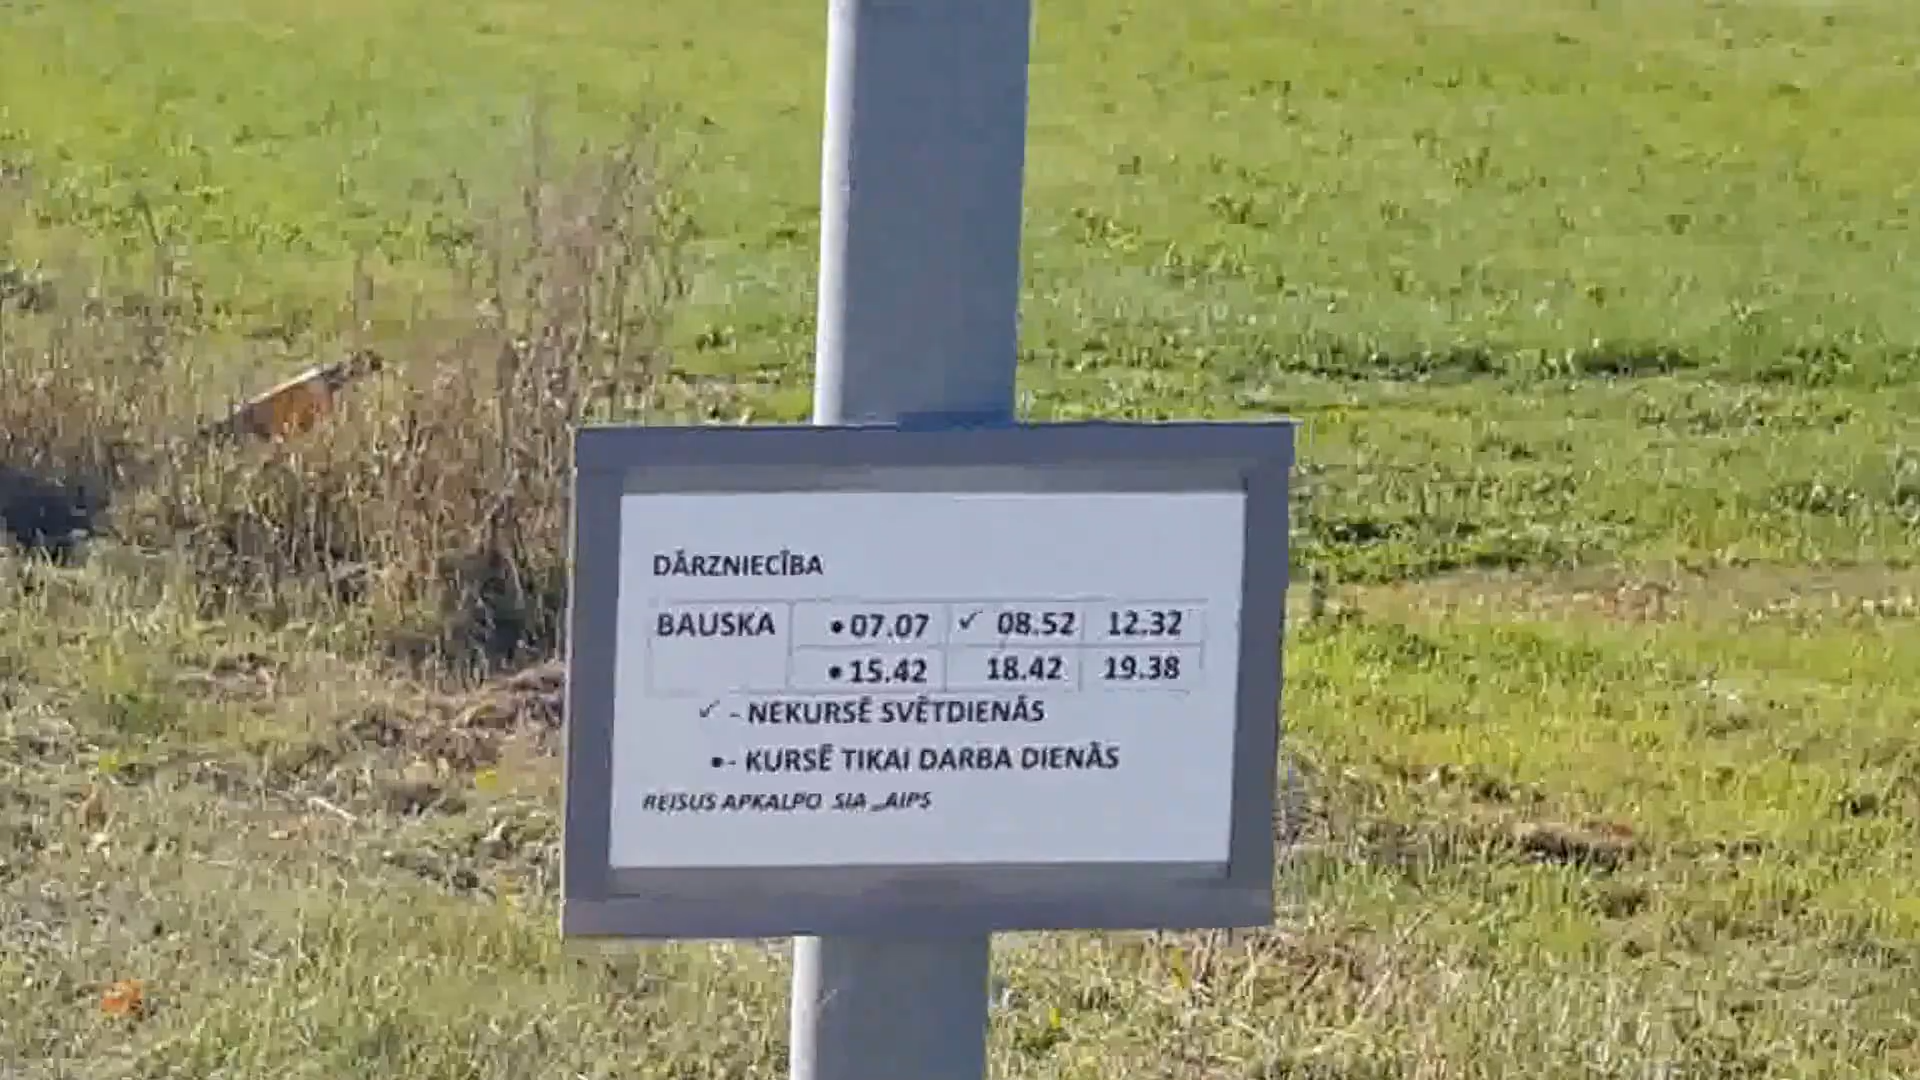 DĀRZNIECĪBA
BAUSKA •07.07 ✓ 08.52 12.32
•15.42 18.42 19.38
✓ - NEKURSĒ SVĒTDIENĀS
•- KURSĒ TIKAI DARBA DIENĀS
REISUS APKALPO SIA „AIPS